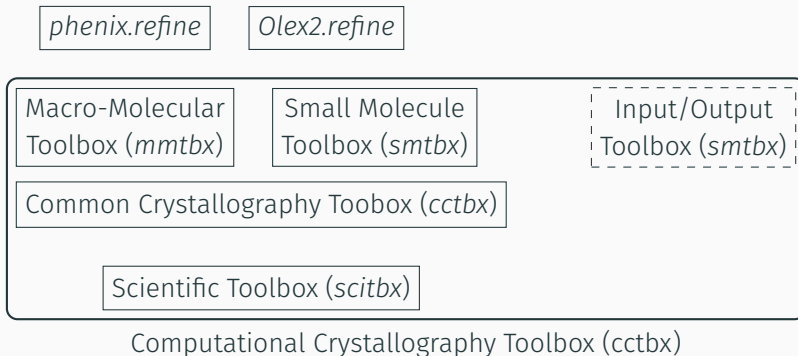 phenix.refine
Olex2.refine
Macro-Molecular
Toolbox (mmtbx)
Small Molecule
Toolbox (smtbx)
Input/Output
Toolbox (smtbx)
Common Crystallography Toobox (cctbx)
Scientific Toolbox (scitbx)
Computational Crystallography Toolbox (cctbx)